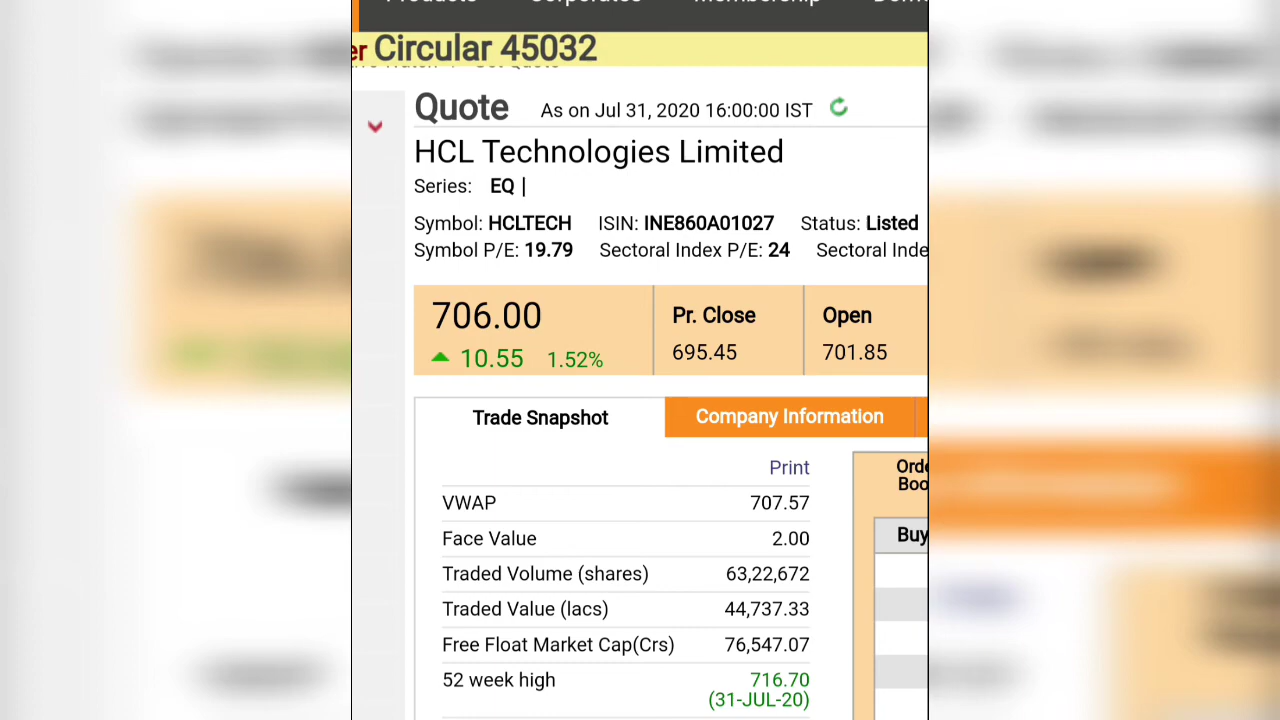 er Circular 45032
Quote As on Jul 31, 2020 16:00:00 IST
HCL Technologies Limited
Series: EQ |
Symbol: HCLTECH ISIN: INE860A01027 Status: Listed
Symbol P/E: 19.79 Sectoral Index P/E: 24 Sectoral Inde
706.00 Pr. Close Open
10.55 1.52% 695.45 701.85
Trade Snapshot Company Information
Print
Orde
Boo
VWAP 707.57
Face Value 2.00
Buy
Traded Volume (shares) 63,22,672
Traded Value (lacs) 44,737.33
Free Float Market Cap(Crs) 76,547.07
52 week high 716.70
(31-JUL-20)